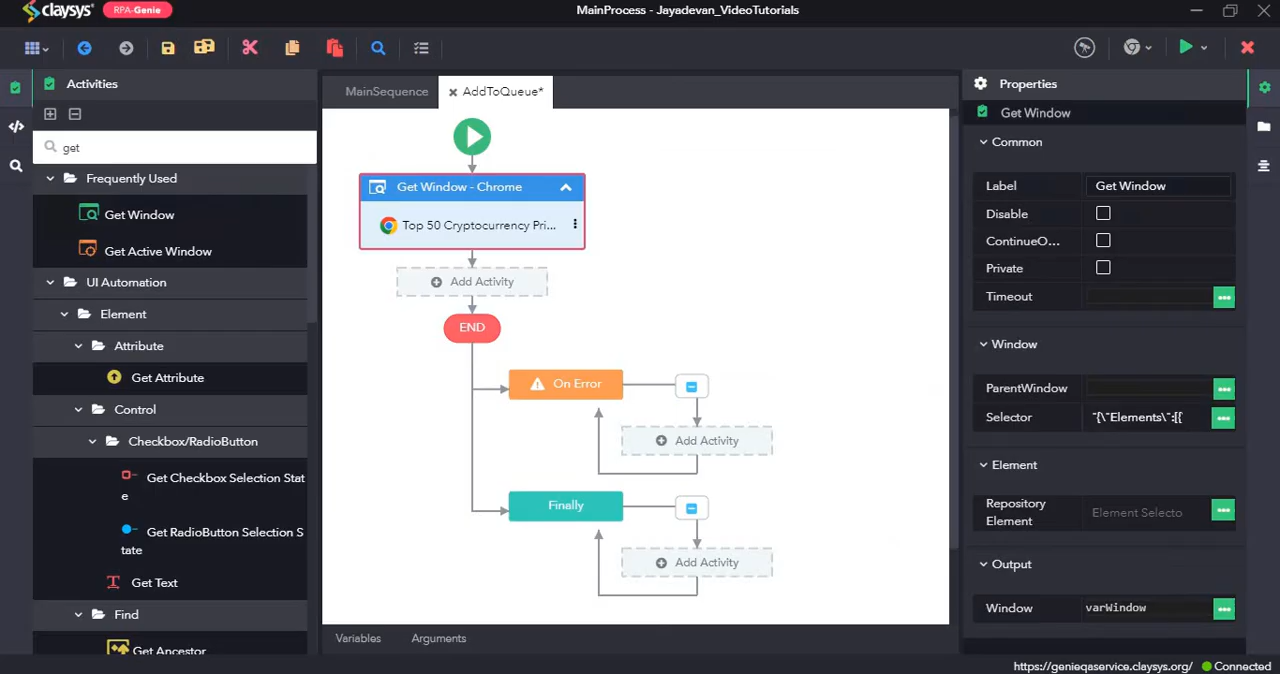 claysys RPA-Genie MainProcess - Jayadevan_VideoTutorials
Activities
get
Frequently Used
Get Window
Get Active Window
UI Automation
Element
Attribute
Get Attribute
Control
Checkbox/RadioButton
Get Checkbox Selection Stat
e
Get RadioButton Selection S
tate
Get Text
Find
Get Ancestor
MainSequence
AddToQueue*
Get Window - Chrome
Top 50 Cryptocurrency Pri...
Add Activity
END
On Error
Add Activity
Finally
Add Activity
Variables Arguments
Properties
Get Window
Common
Label Get Window
Disable
ContinueO...
Private
Timeout
Window
ParentWindow
Selector "{\"Elements\":[{
Element
Repository
Element
Element Selecto
Output
Window varWindow
https://genieqaservice.claysys.org/ Connected